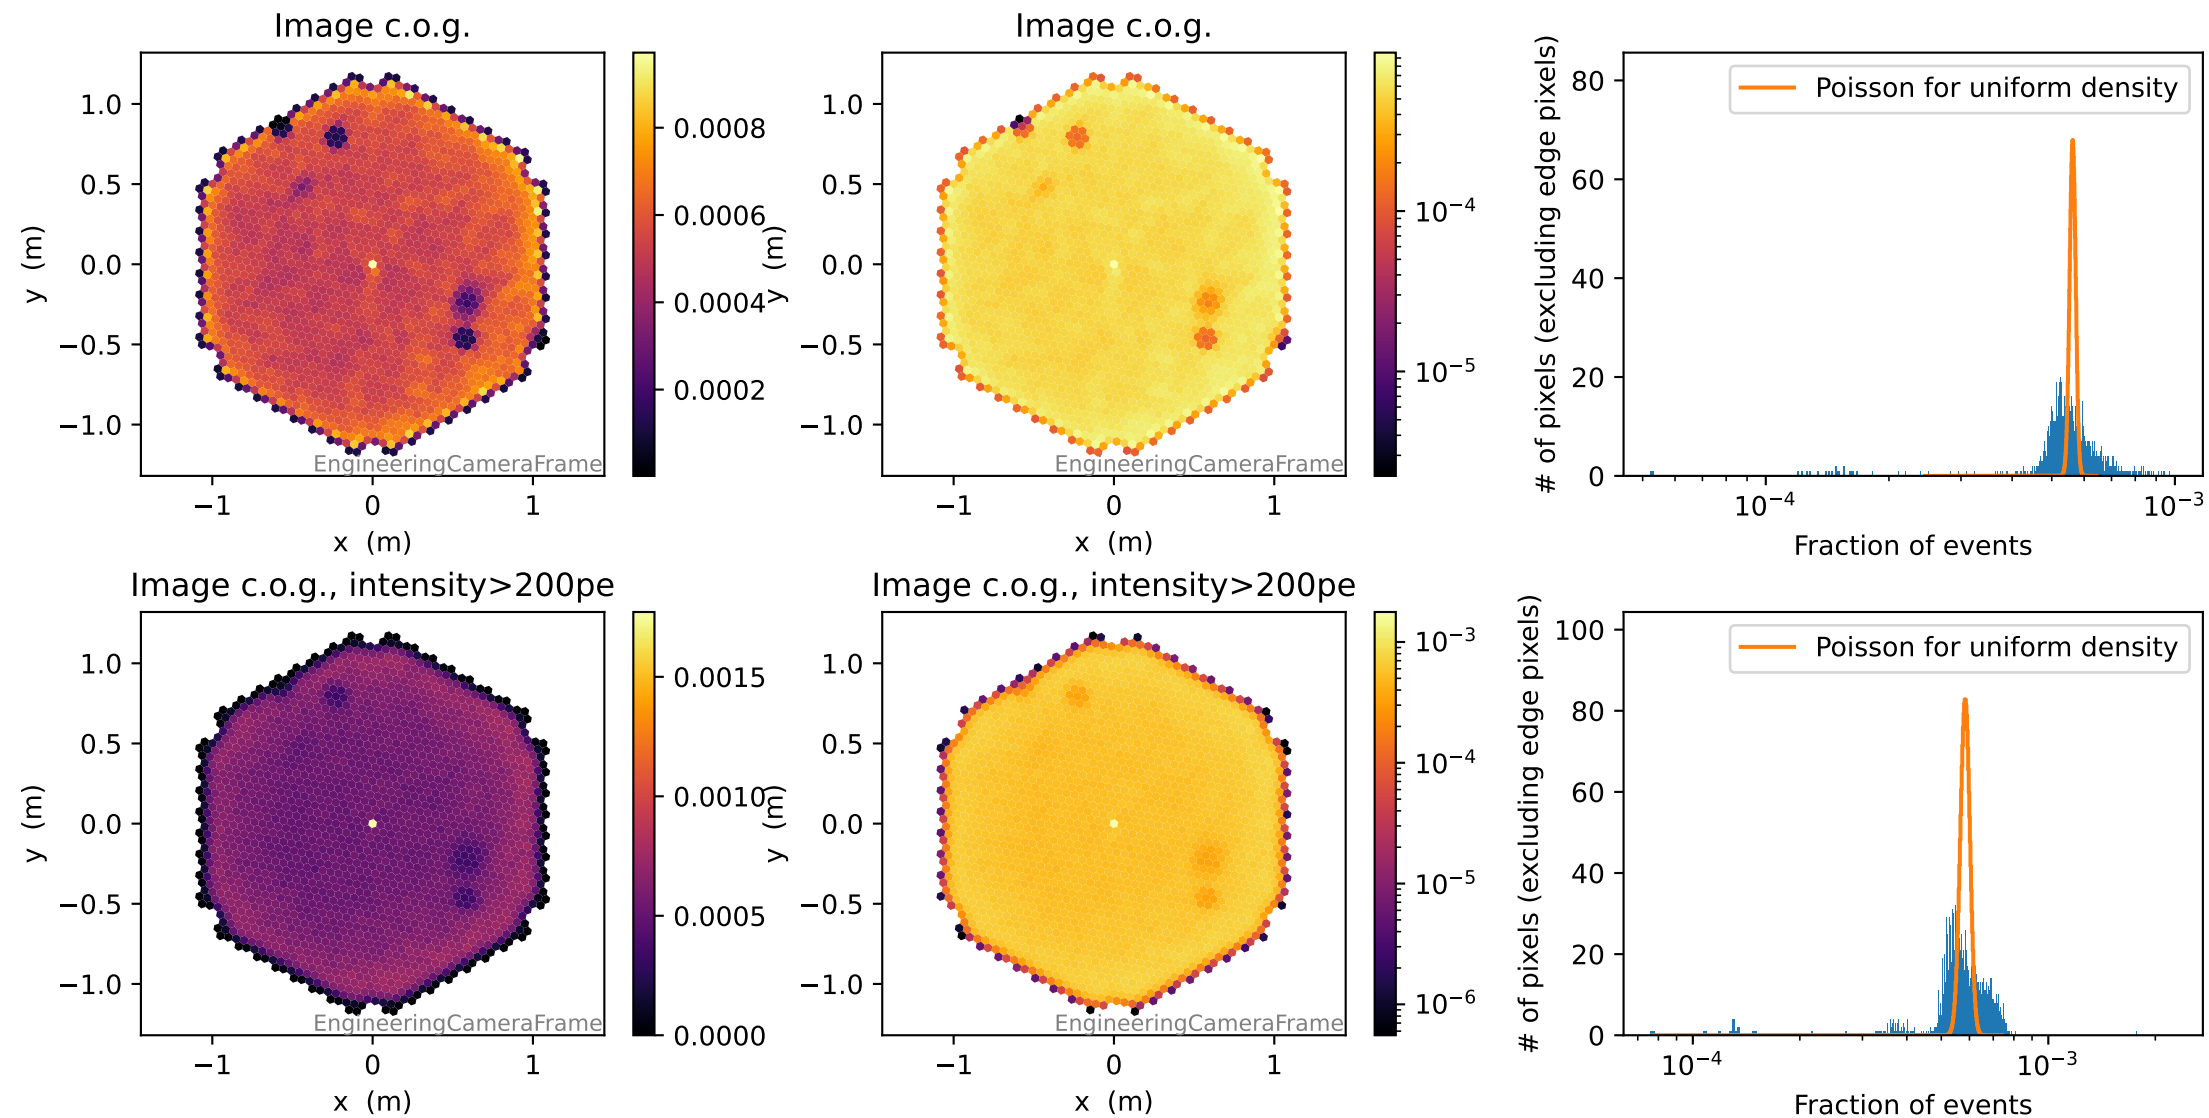 Image c.o.g.
y (m)
1.0
0.5
0.0
−0.5
−1.0
EngineeringCameraFrame
−1 0 1
x (m)
0.0008
0.0006
0.0004
0.0002
Image c.o.g.
y (m)
1.0
0.5
0.0
−0.5
−1.0
EngineeringCameraFrame
−1 0 1
x (m)
10⁻⁴
10⁻⁵
# of pixels (excluding edge pixels)
80
60
40
20
0
Poisson for uniform density
10⁻⁴ 10⁻³
Fraction of events
Image c.o.g., intensity>200pe
y (m)
1.0
0.5
0.0
−0.5
−1.0
EngineeringCameraFrame
−1 0 1
x (m)
0.0015
0.0010
0.0005
0.0000
Image c.o.g., intensity>200pe
y (m)
1.0
0.5
0.0
−0.5
−1.0
EngineeringCameraFrame
−1 0 1
x (m)
10⁻³
10⁻⁴
10⁻⁵
10⁻⁶
# of pixels (excluding edge pixels)
100
80
60
40
20
0
Poisson for uniform density
10⁻⁴ 10⁻³
Fraction of events